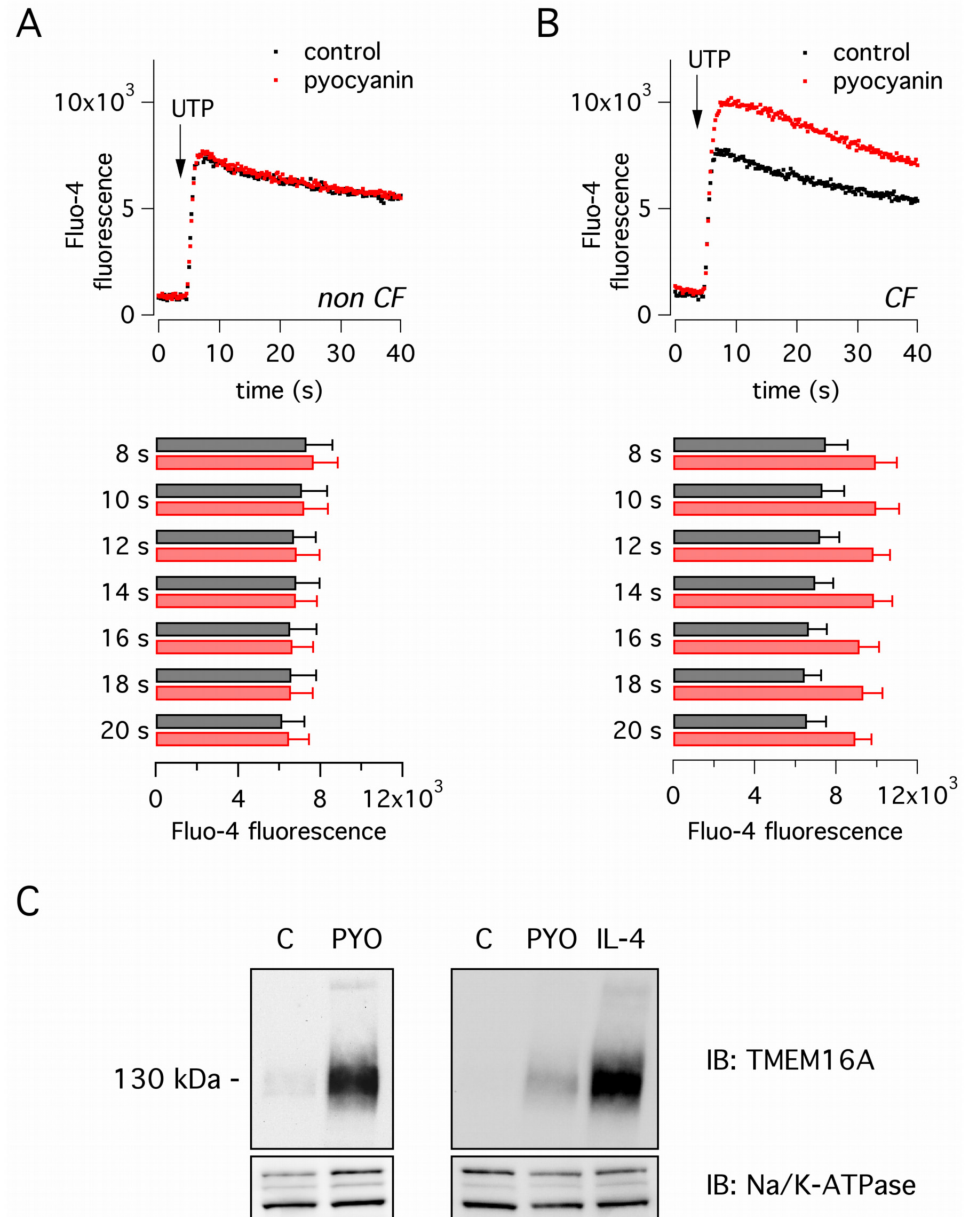 A
control
pyocyanin
UTP
10x10³
5
0
Fluo-4
fluorescence
non CF
0 10 20 30 40
time (s)
8 s
10 s
12 s
14 s
16 s
18 s
20 s
0 4 8 12x10³
Fluo-4 fluorescence
B
control
pyocyanin
UTP
10x10³
5
0
Fluo-4
fluorescence
CF
0 10 20 30 40
time (s)
8 s
10 s
12 s
14 s
16 s
18 s
20 s
0 4 8 12x10³
Fluo-4 fluorescence
C
C PYO C PYO IL-4
130 kDa -
IB: TMEM16A
IB: Na/K-ATPase